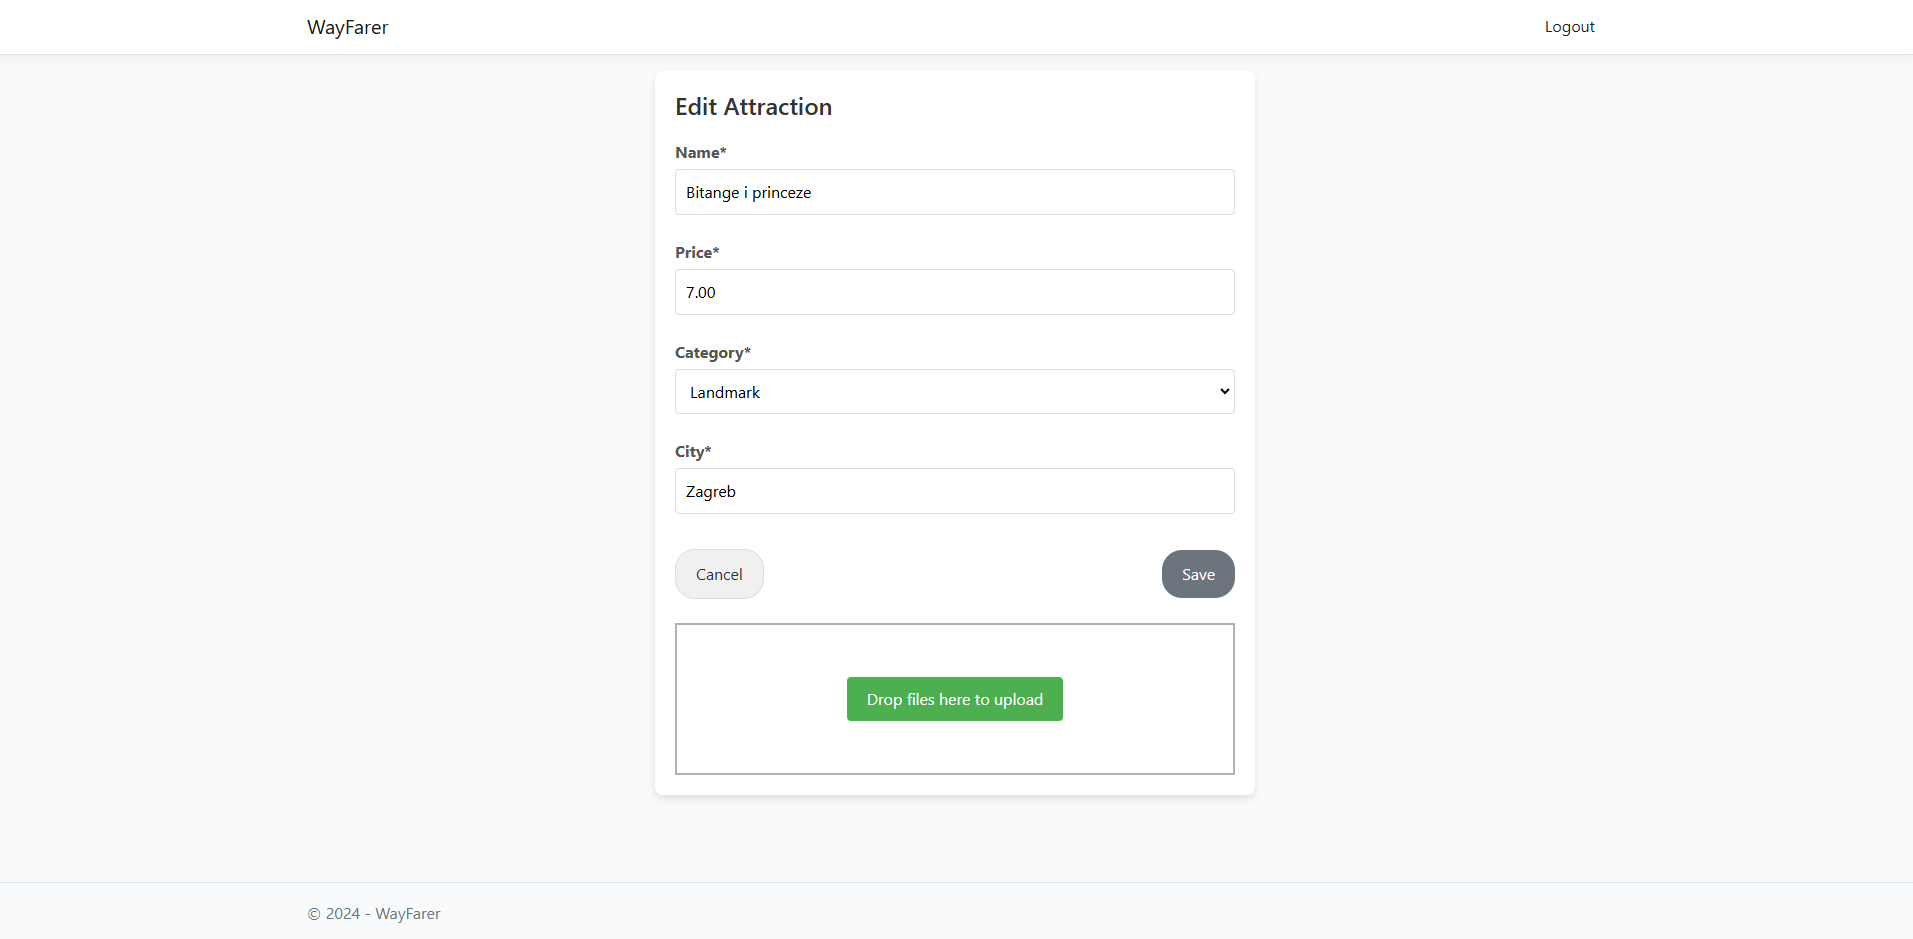 WayFarer
Logout
Edit Attraction
Name*
Bitange i princeze
Price*
7.00
Category*
Landmark
City*
Zagreb
Cancel
Save
Drop files here to upload
© 2024 - WayFarer